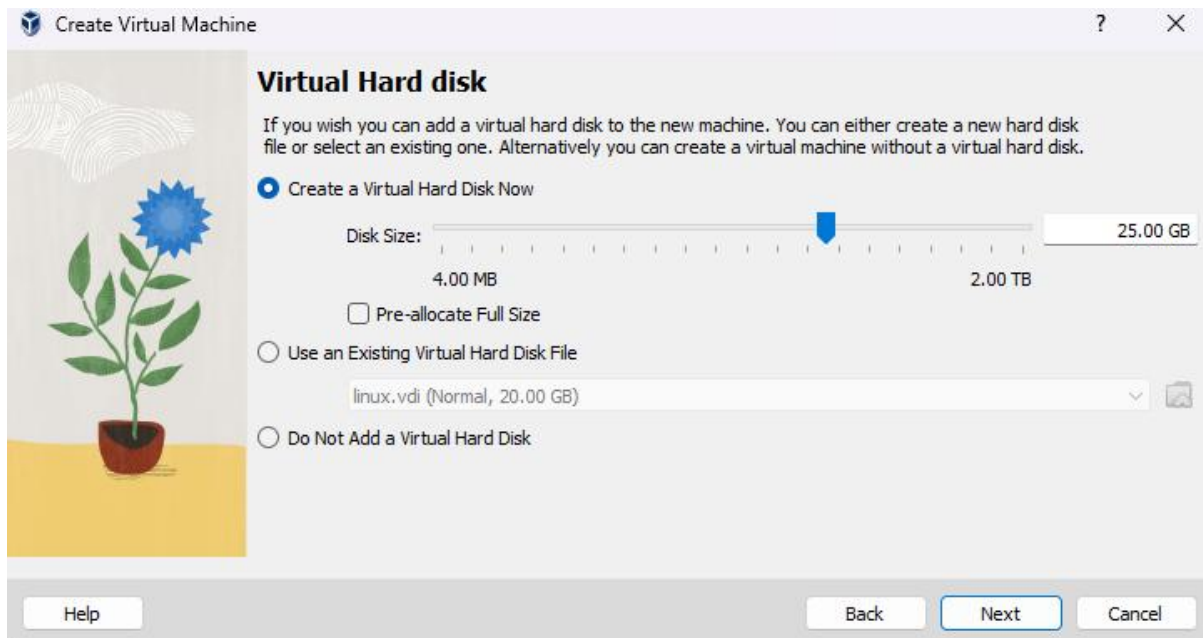 Create Virtual Machine ?
Virtual Hard disk
If you wish you can add a virtual hard disk to the new machine. You can either create a new hard disk
file or select an existing one. Alternatively you can create a virtual machine without a virtual hard disk.
Create a Virtual Hard Disk Now
Disk Size: 25.00 GB
4.00 MB 2.00 TB
Pre-allocate Full Size
Use an Existing Virtual Hard Disk File
linux.vdi (Normal, 20.00 GB)
Do Not Add a Virtual Hard Disk
Help Back Next Cancel